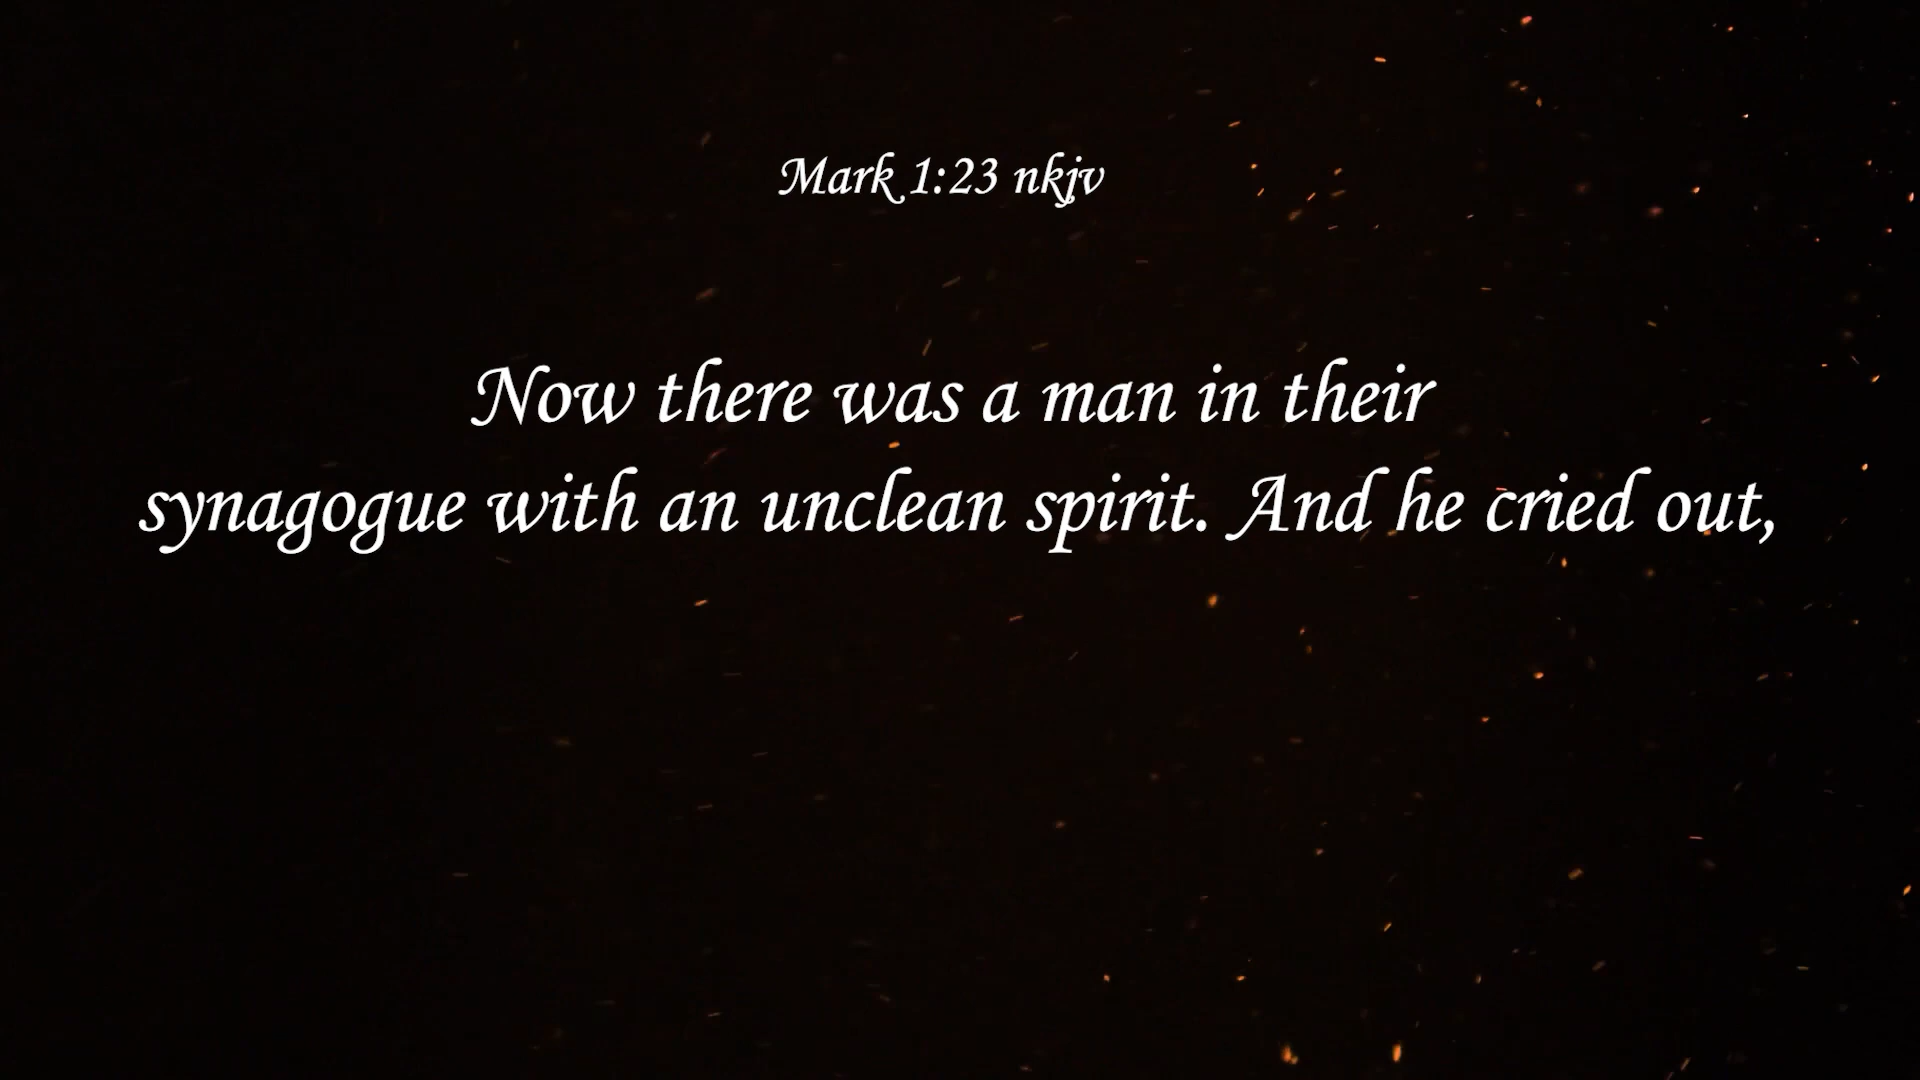 Mark 1:23 nkjv
Now there was a man in their
synagogue with an unclean spirit. And he cried out,